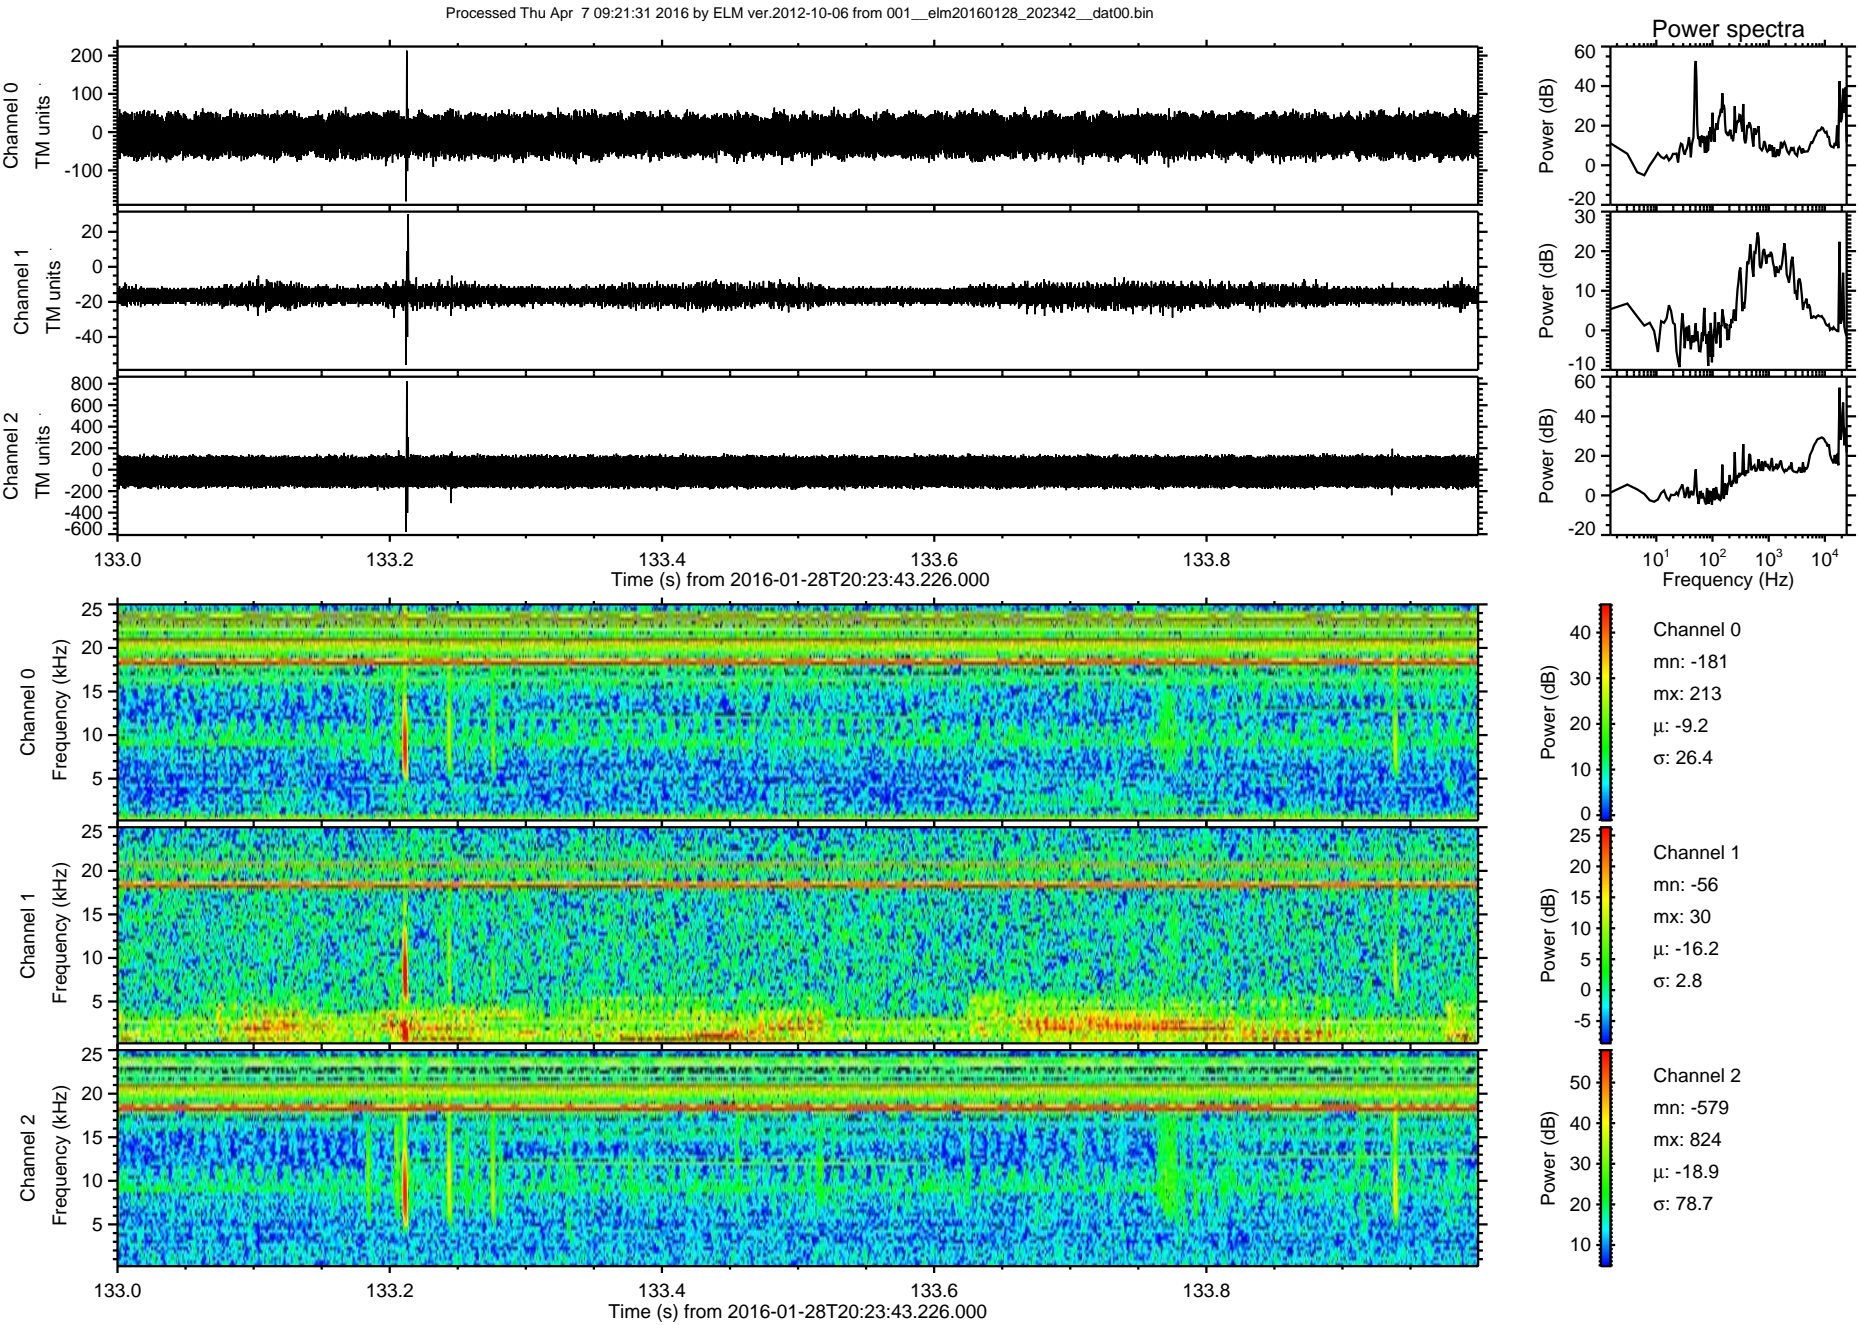 Processed Thu Apr  7 09:21:31 2016 by ELM ver.2012-10-06 from 001__elm20160128_202342__dat00.bin
Power spectra
Channel 0
TM units
200
100
0
-100
Power (dB)
60
40
20
0
-20
Channel 1
TM units
20
0
-20
-40
Power (dB)
30
20
10
0
-10
Channel 2
TM units
800
600
400
200
0
-200
-400
-600
Power (dB)
60
40
20
0
-20
133.0 133.2 133.4 133.6 133.8
Time (s) from 2016-01-28T20:23:43.226.000
10^1 10^2 10^3 10^4
Frequency (Hz)
Channel 0
Frequency (kHz)
25
20
15
10
5
Power (dB)
40
30
20
10
0
Channel 0
mn: -181
mx: 213
μ: -9.2
σ: 26.4
Channel 1
Frequency (kHz)
25
20
15
10
5
Power (dB)
25
20
15
10
5
0
-5
Channel 1
mn: -56
mx: 30
μ: -16.2
σ: 2.8
Channel 2
Frequency (kHz)
25
20
15
10
5
Power (dB)
50
40
30
20
10
Channel 2
mn: -579
mx: 824
μ: -18.9
σ: 78.7
133.0 133.2 133.4 133.6 133.8
Time (s) from 2016-01-28T20:23:43.226.000